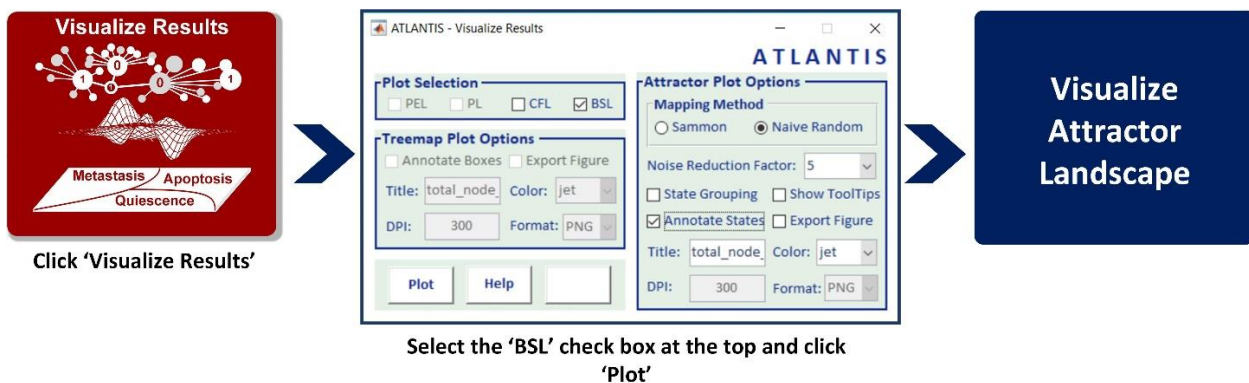 Visualize Results
0
1
0
1
1
Metastasis
Apoptosis
Quiescence
Click ‘Visualize Results’
ATLANTIS - Visualize Results
ATLANTIS
Plot Selection
PEL PL CFL BSL
Treemap Plot Options
Annotate Boxes Export Figure
Title: total_node_ Color: jet
DPI: 300 Format: PNG
Plot Help
Attractor Plot Options
Mapping Method
Sammon Naive Random
Noise Reduction Factor: 5
State Grouping Show ToolTips
Annotate States Export Figure
Title: total_node_ Color: jet
DPI: 300 Format: PNG
Select the ‘BSL’ check box at the top and click
‘Plot’
Visualize
Attractor
Landscape